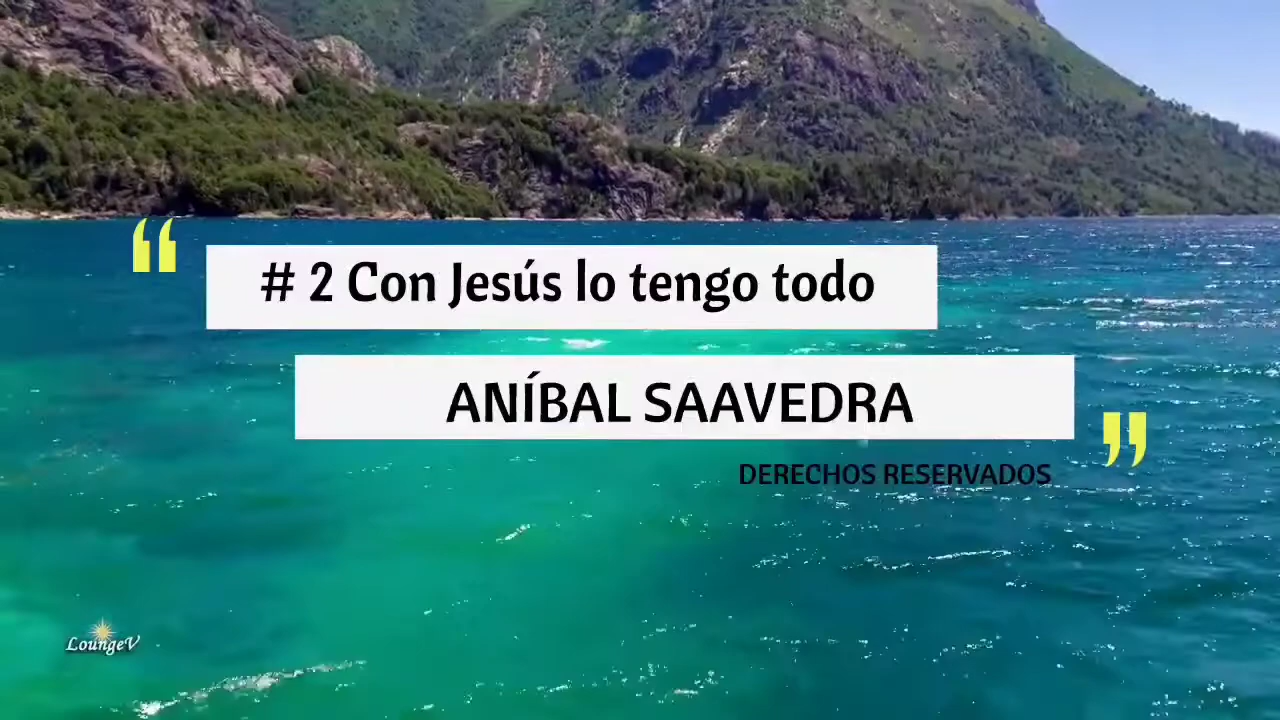 “
# 2 Con Jesús lo tengo todo
ANÍBAL SAAVEDRA
”
DERECHOS RESERVADOS
LoungeV